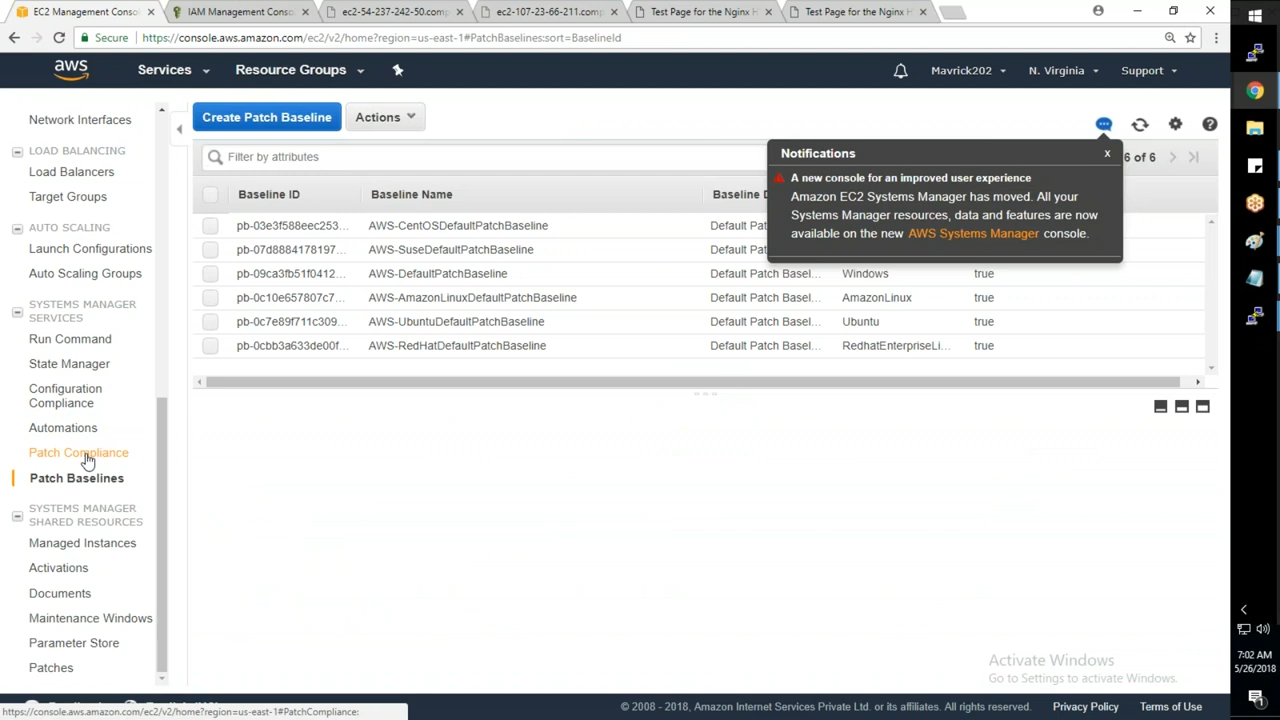 EC2 Management Conso
IAM Management Conso
ec2-54-237-242-50.comp
ec2-107-23-66-211.comp
Test Page for the Nginx H
Test Page for the Nginx H
Secure
https://console.aws.amazon.com/ec2/v2/home?region=us-east-1#PatchBaselines:sort=BaselineId
aws
Services
Resource Groups
Mavrick202
N. Virginia
Support
Network Interfaces
LOAD BALANCING
Load Balancers
Target Groups
AUTO SCALING
Launch Configurations
Auto Scaling Groups
SYSTEMS MANAGER
SERVICES
Run Command
State Manager
Configuration
Compliance
Automations
Patch Compliance
Patch Baselines
SYSTEMS MANAGER
SHARED RESOURCES
Managed Instances
Activations
Documents
Maintenance Windows
Parameter Store
Patches
Create Patch Baseline
Actions
Filter by attributes
6 of 6
Baseline ID
Baseline Name
Baseline D
pb-03e3f588eec253... AWS-CentOSDefaultPatchBaseline Default Pat
pb-07d8884178197... AWS-SuseDefaultPatchBaseline Default Pat
pb-09ca3fb51f0412... AWS-DefaultPatchBaseline Default Patch Basel... Windows true
pb-0c10e657807c7... AWS-AmazonLinuxDefaultPatchBaseline Default Patch Basel... AmazonLinux true
pb-0c7e89f711c309... AWS-UbuntuDefaultPatchBaseline Default Patch Basel... Ubuntu true
pb-0cbb3a633de00f... AWS-RedHatDefaultPatchBaseline Default Patch Basel... RedhatEnterpriseLi... true
Notifications
x
A new console for an improved user experience
Amazon EC2 Systems Manager has moved. All your
Systems Manager resources, data and features are now
available on the new AWS Systems Manager console.
Activate Windows
Go to Settings to activate Windows.
https://console.aws.amazon.com/ec2/v2/home?region=us-east-1#PatchCompliance:
© 2008 - 2018, Amazon Internet Services Private Ltd. or its affiliates. All rights reserved.
Privacy Policy
Terms of Use
7:02 AM
5/26/2018
1